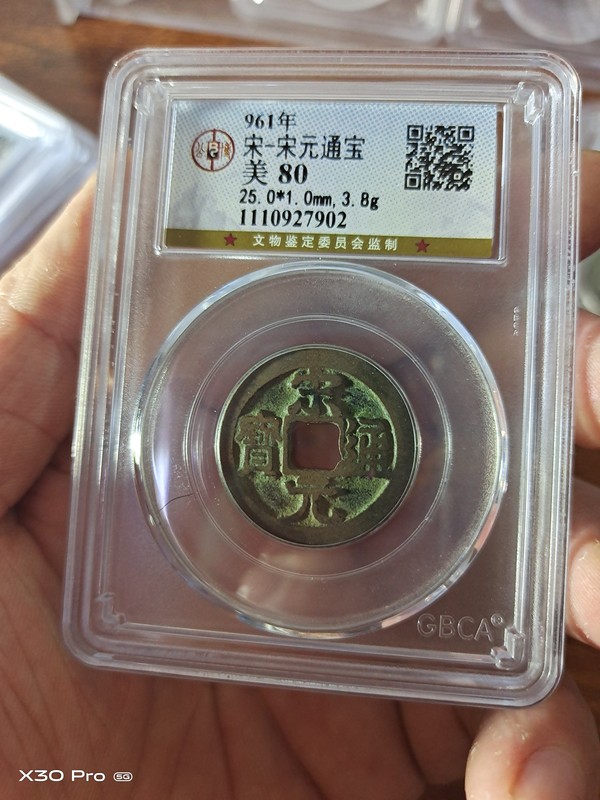 961年
宋-宋元通宝
美 80
25.0*1.0mm, 3.8g
1110927902
★ 文物鉴定委员会监制 ★
GBCA
宋
寶 通
元
GBCA®
X30 Pro 5G